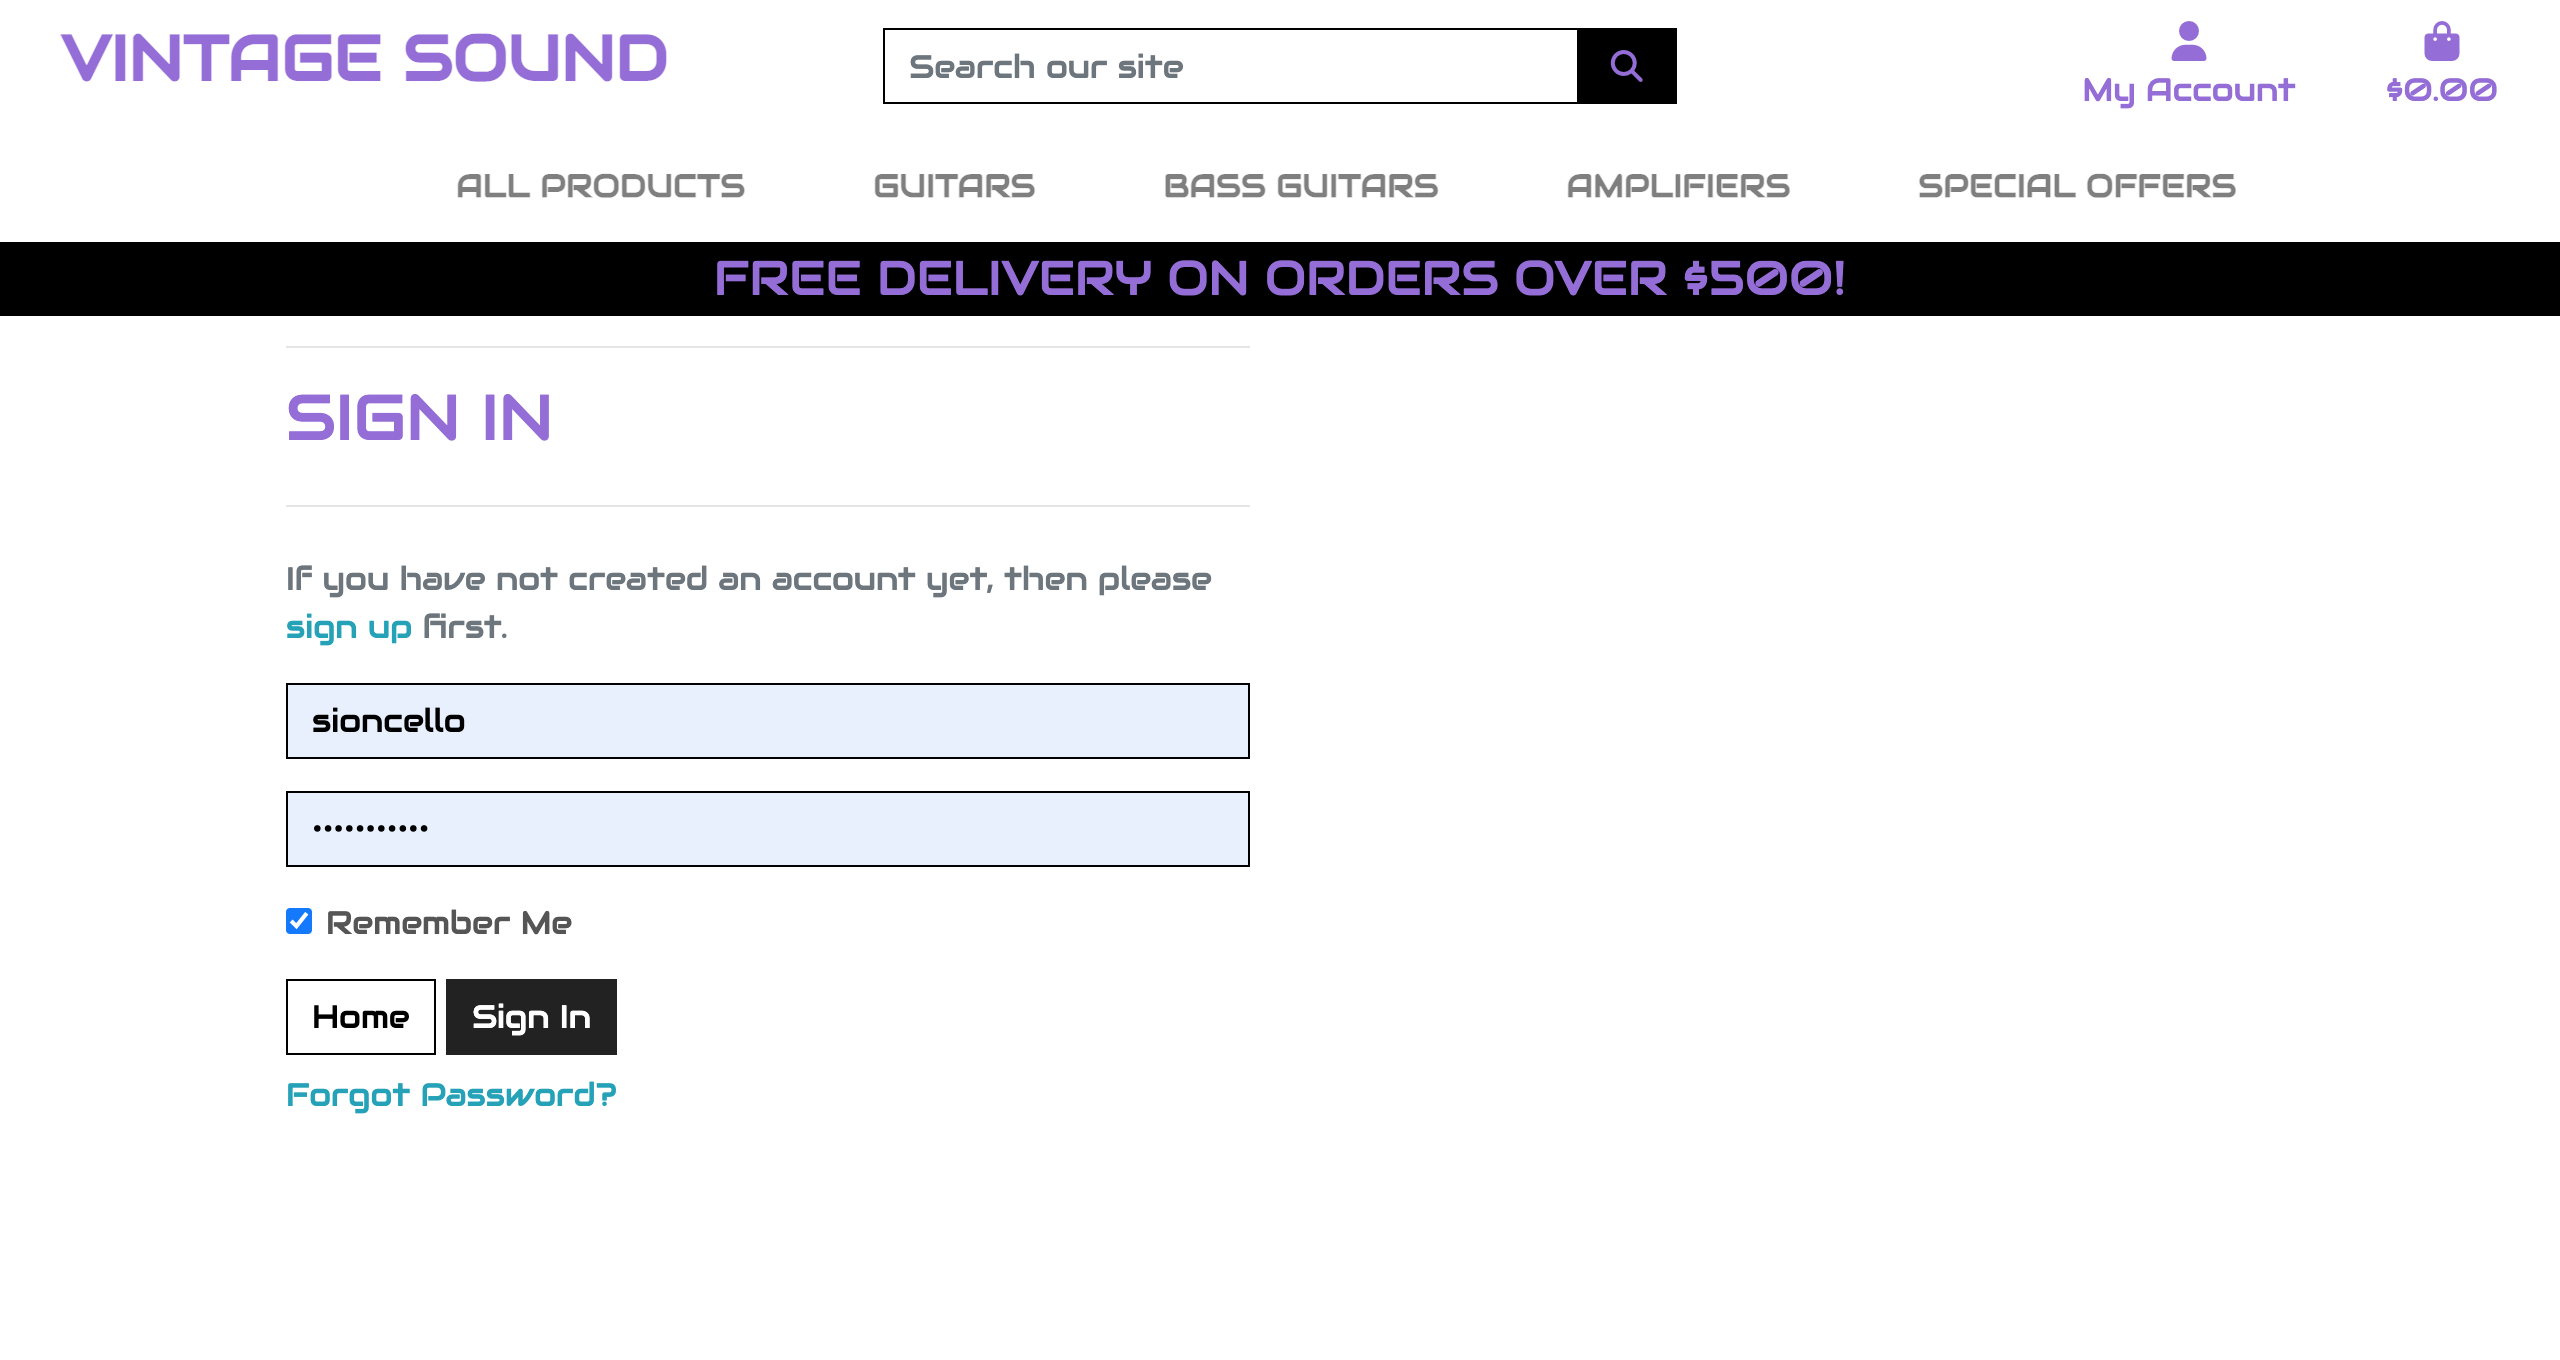 VINTAGE SOUND
Search our site
My Account
$0.00
ALL PRODUCTS
GUITARS
BASS GUITARS
AMPLIFIERS
SPECIAL OFFERS
FREE DELIVERY ON ORDERS OVER $500!
SIGN IN
If you have not created an account yet, then please
sign up first.
sioncello
•••••••••••
Remember Me
Home
Sign In
Forgot Password?